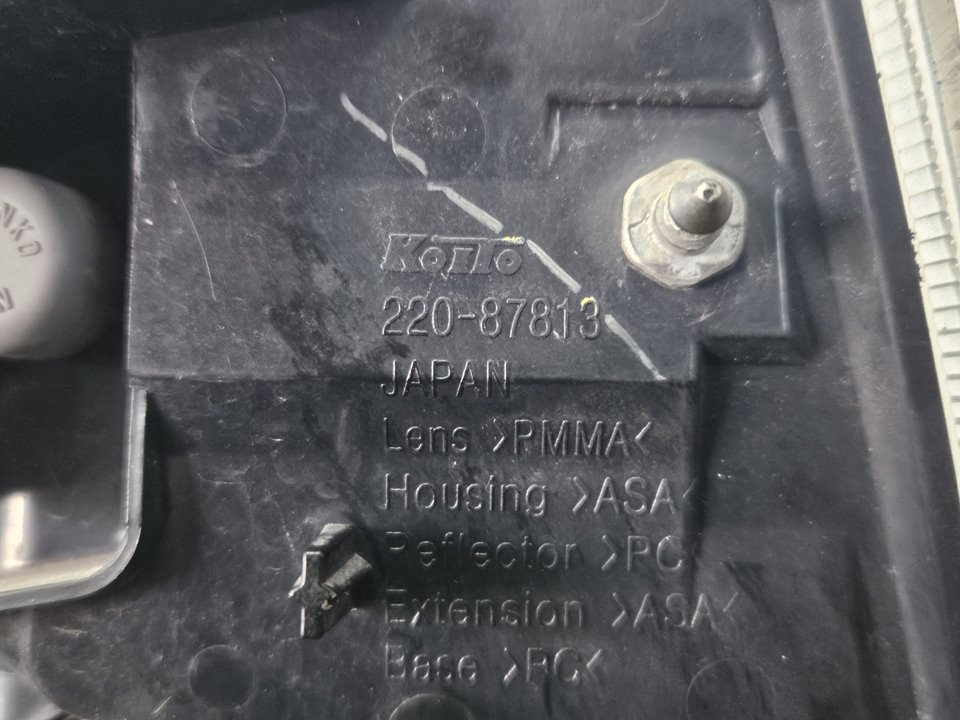 KOITO
220-87813
JAPAN
Lens >PMMA<
Housing >ASA<
Reflector >PC<
Extension >ASA<
Base >PC<